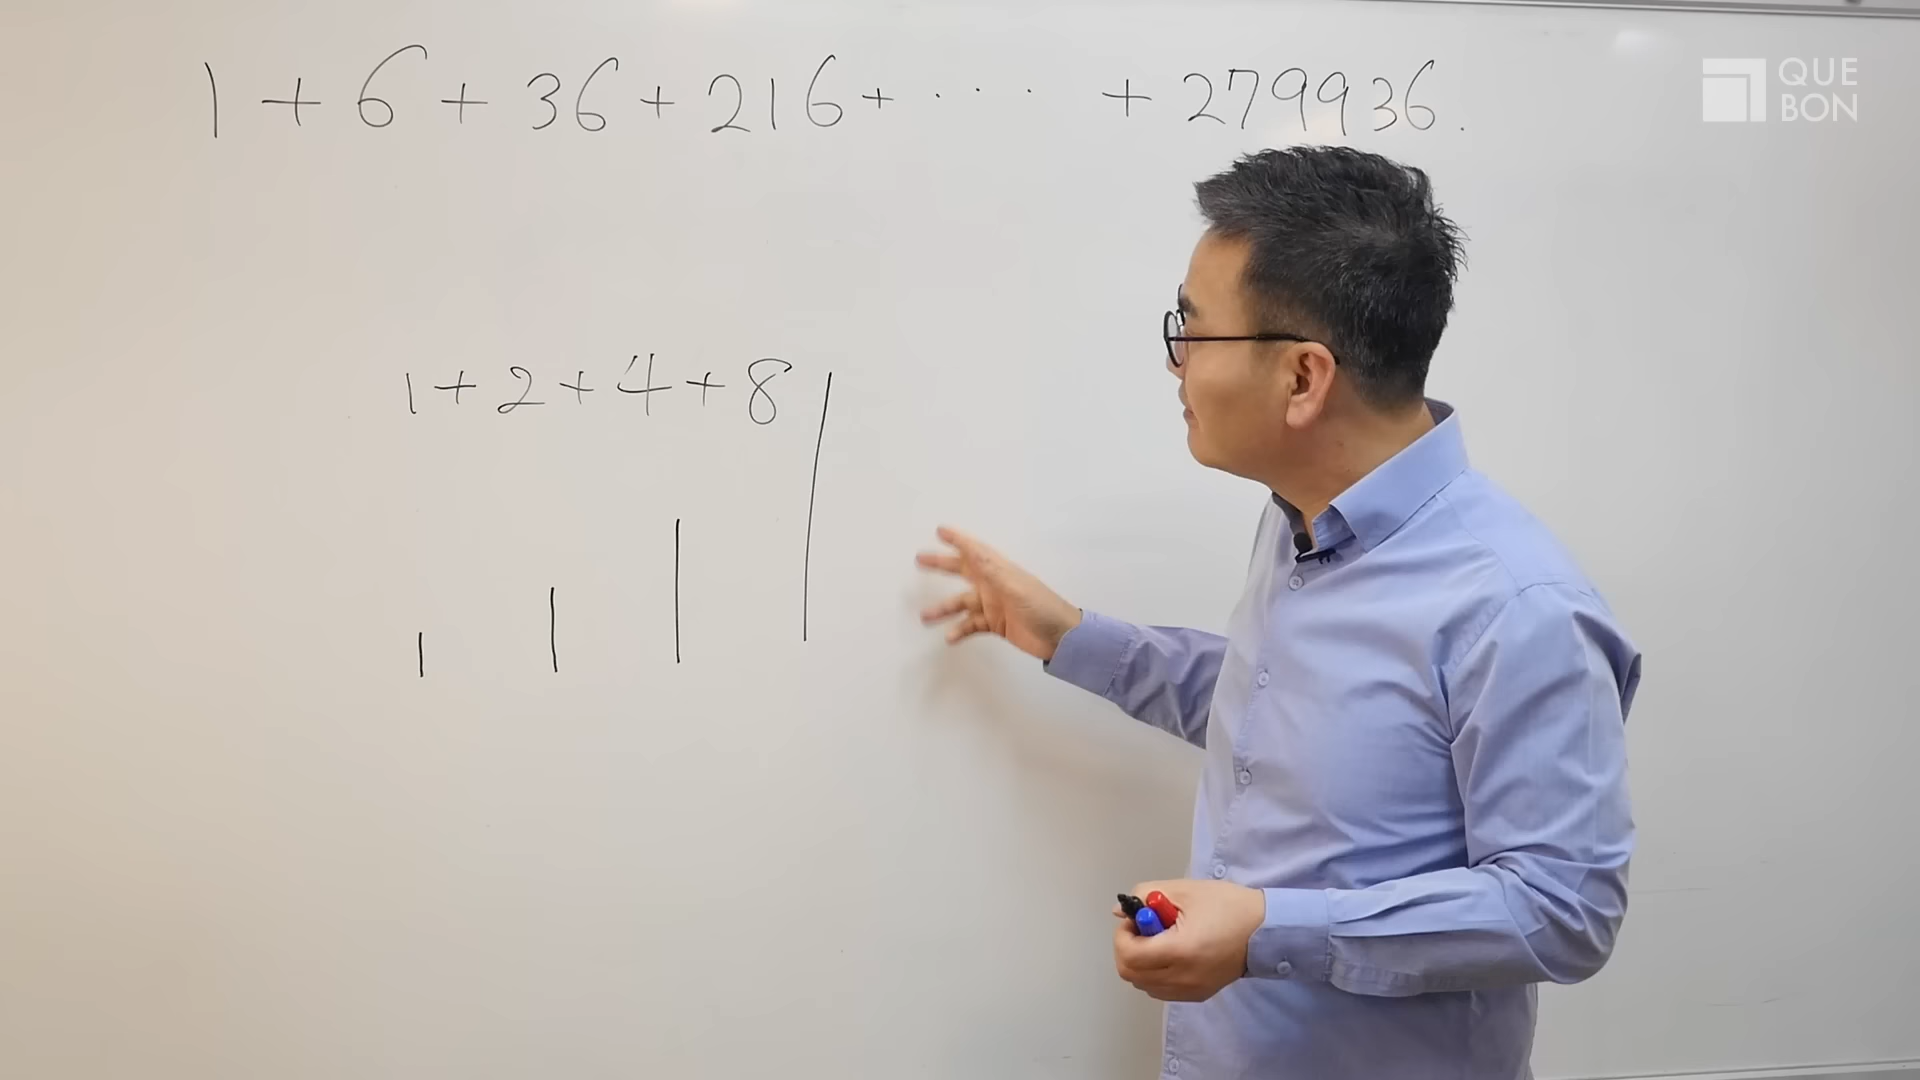 1 + 6 + 36 + 216 + · · · + 279936.
QUE
BON
1 + 2 + 4 + 8